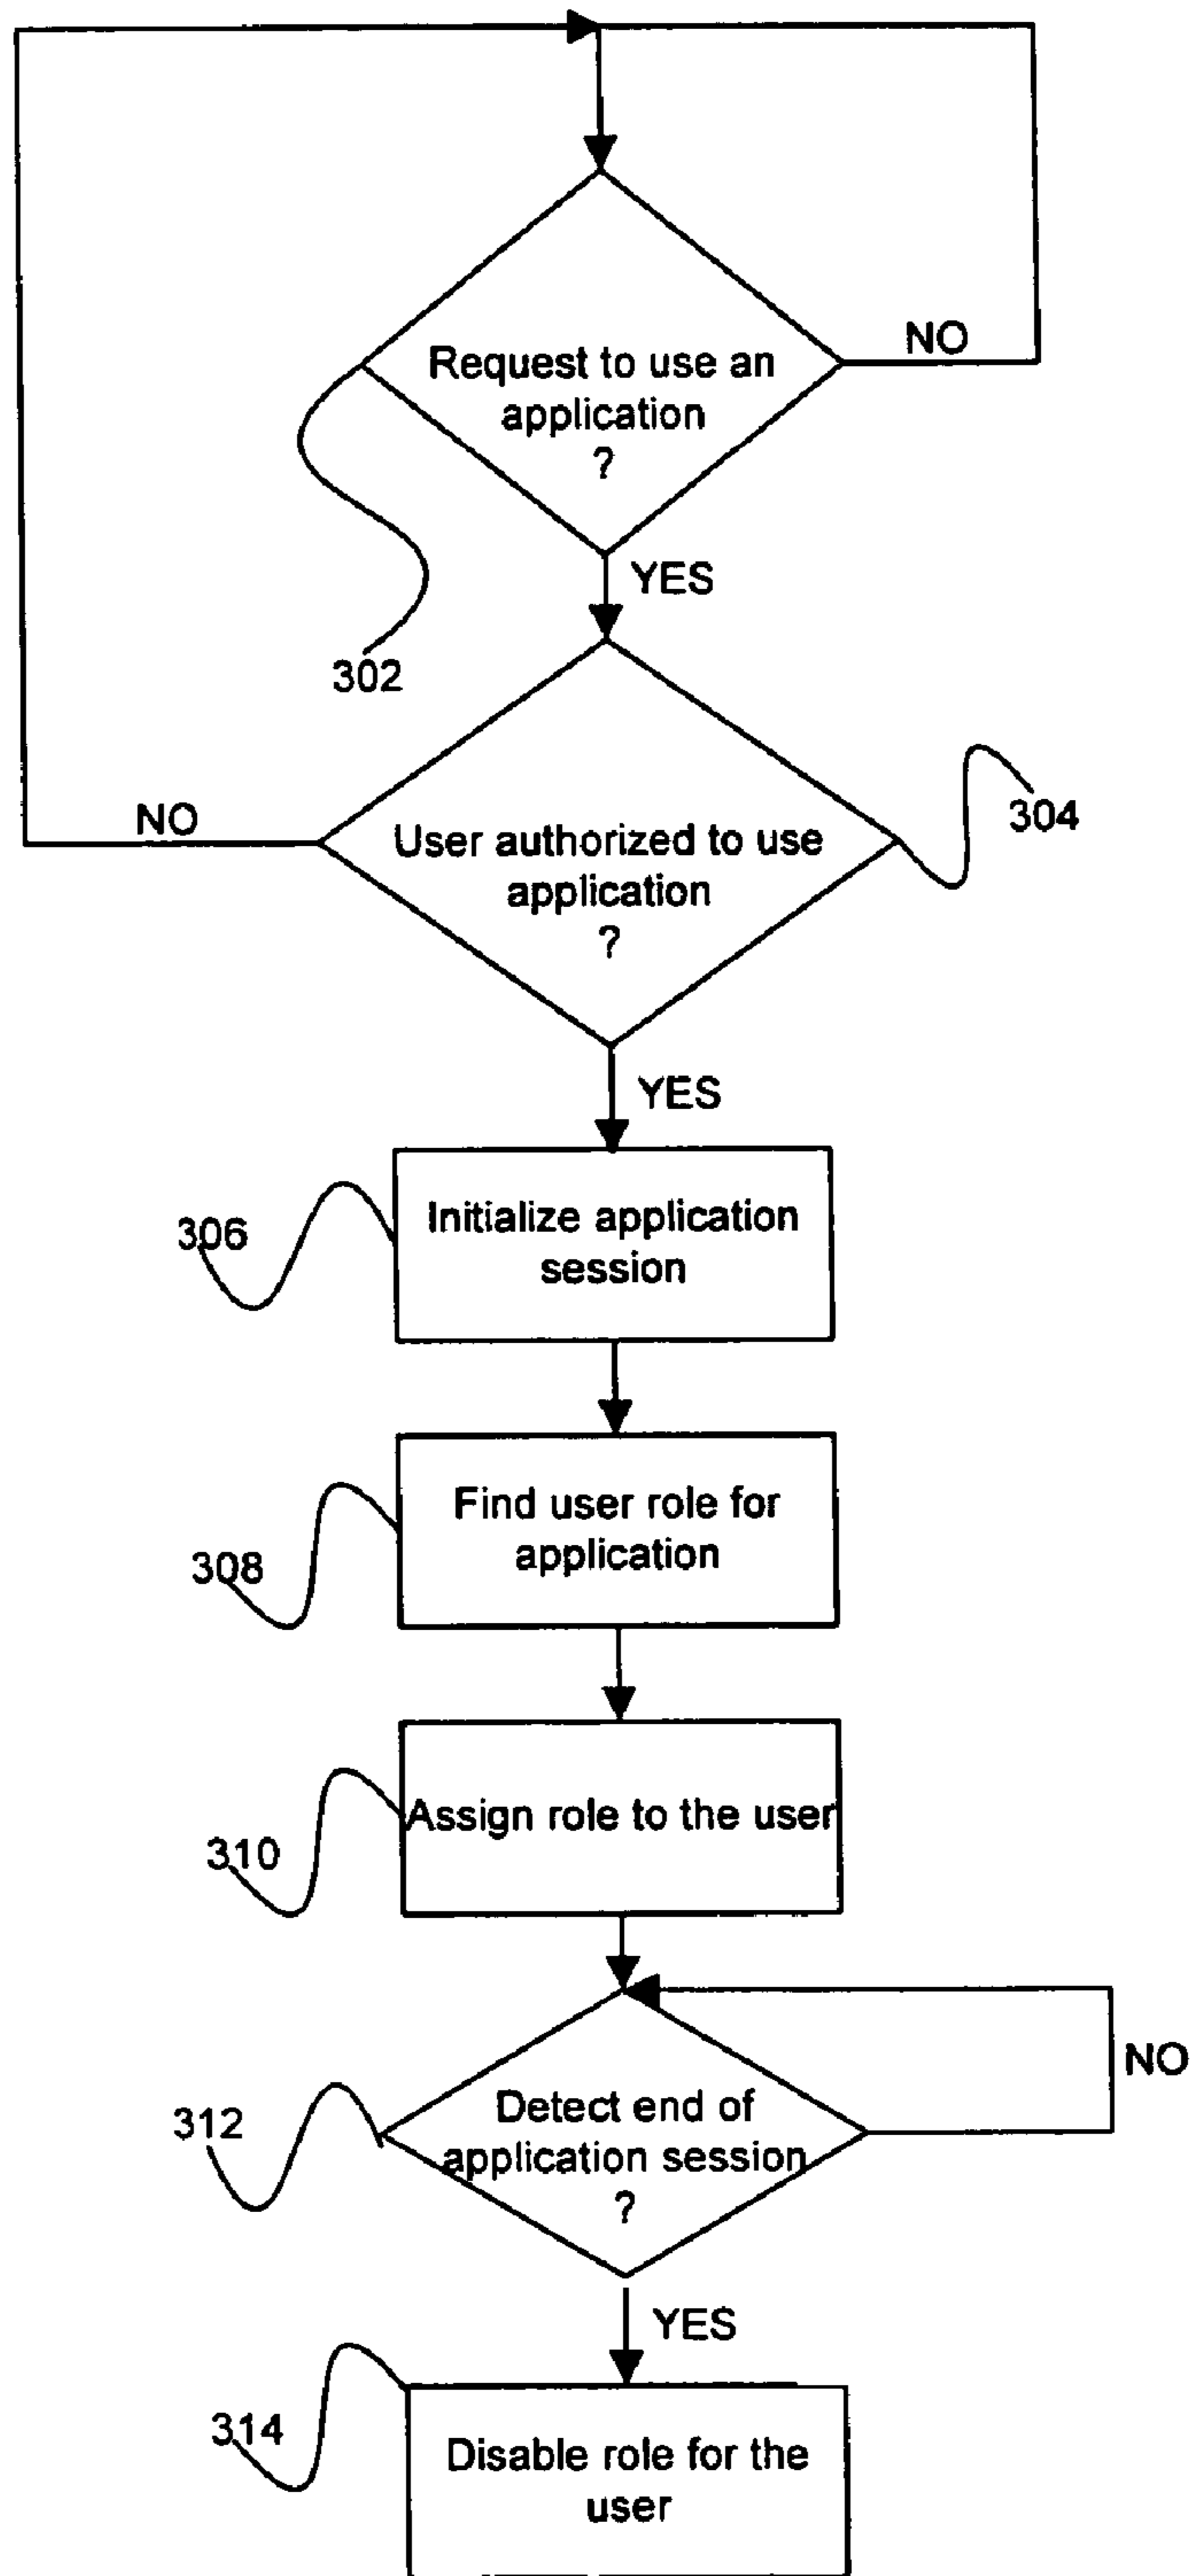 Request to use an
application
?
NO
YES
302
User authorized to use
application
?
NO
304
YES
Initialize application
session
306
Find user role for
application
308
Assign role to the user
310
Detect end of
application session
?
NO
312
YES
Disable role for the
user
314